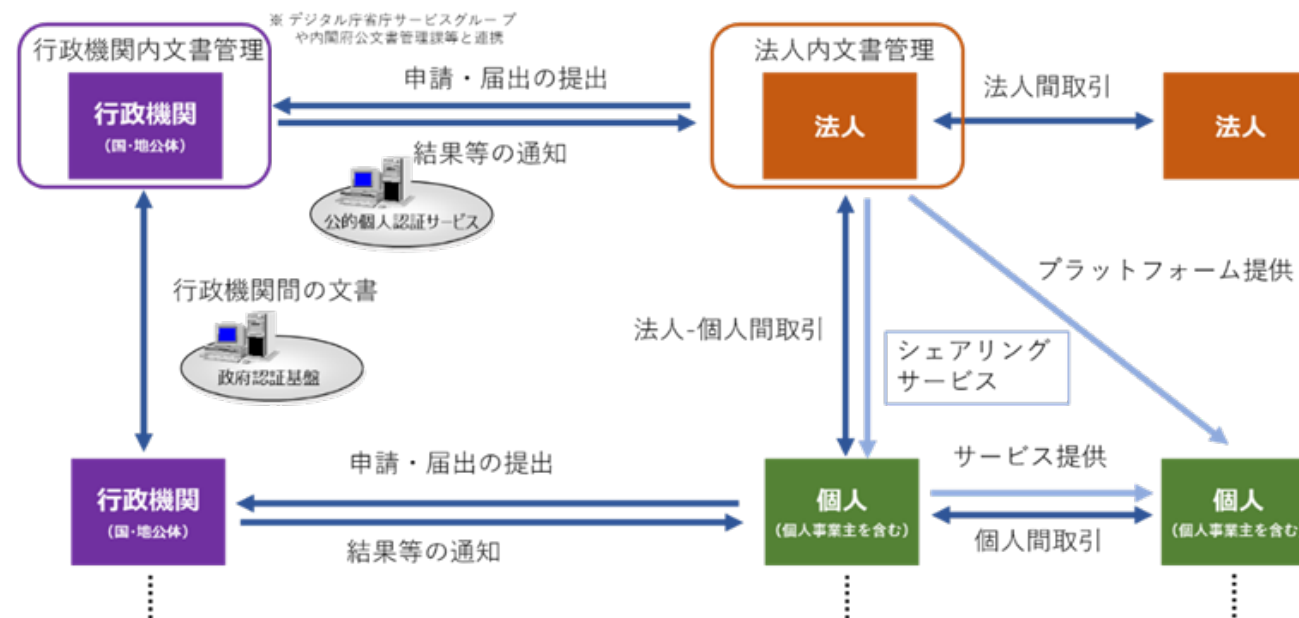 ※ デジタル庁省庁サービスグループ
や内閣府公文書管理課等と連携
行政機関内文書管理
法人内文書管理
行政機関
（国・地公体）
申請・届出の提出
法人
法人間取引
法人
結果等の通知
公的個人認証サービス
プラットフォーム提供
行政機関間の文書
法人-個人間取引
シェアリング
サービス
政府認証基盤
申請・届出の提出
サービス提供
行政機関
（国・地公体）
個人
（個人事業主を含む）
個人
（個人事業主を含む
結果等の通知
個人間取引